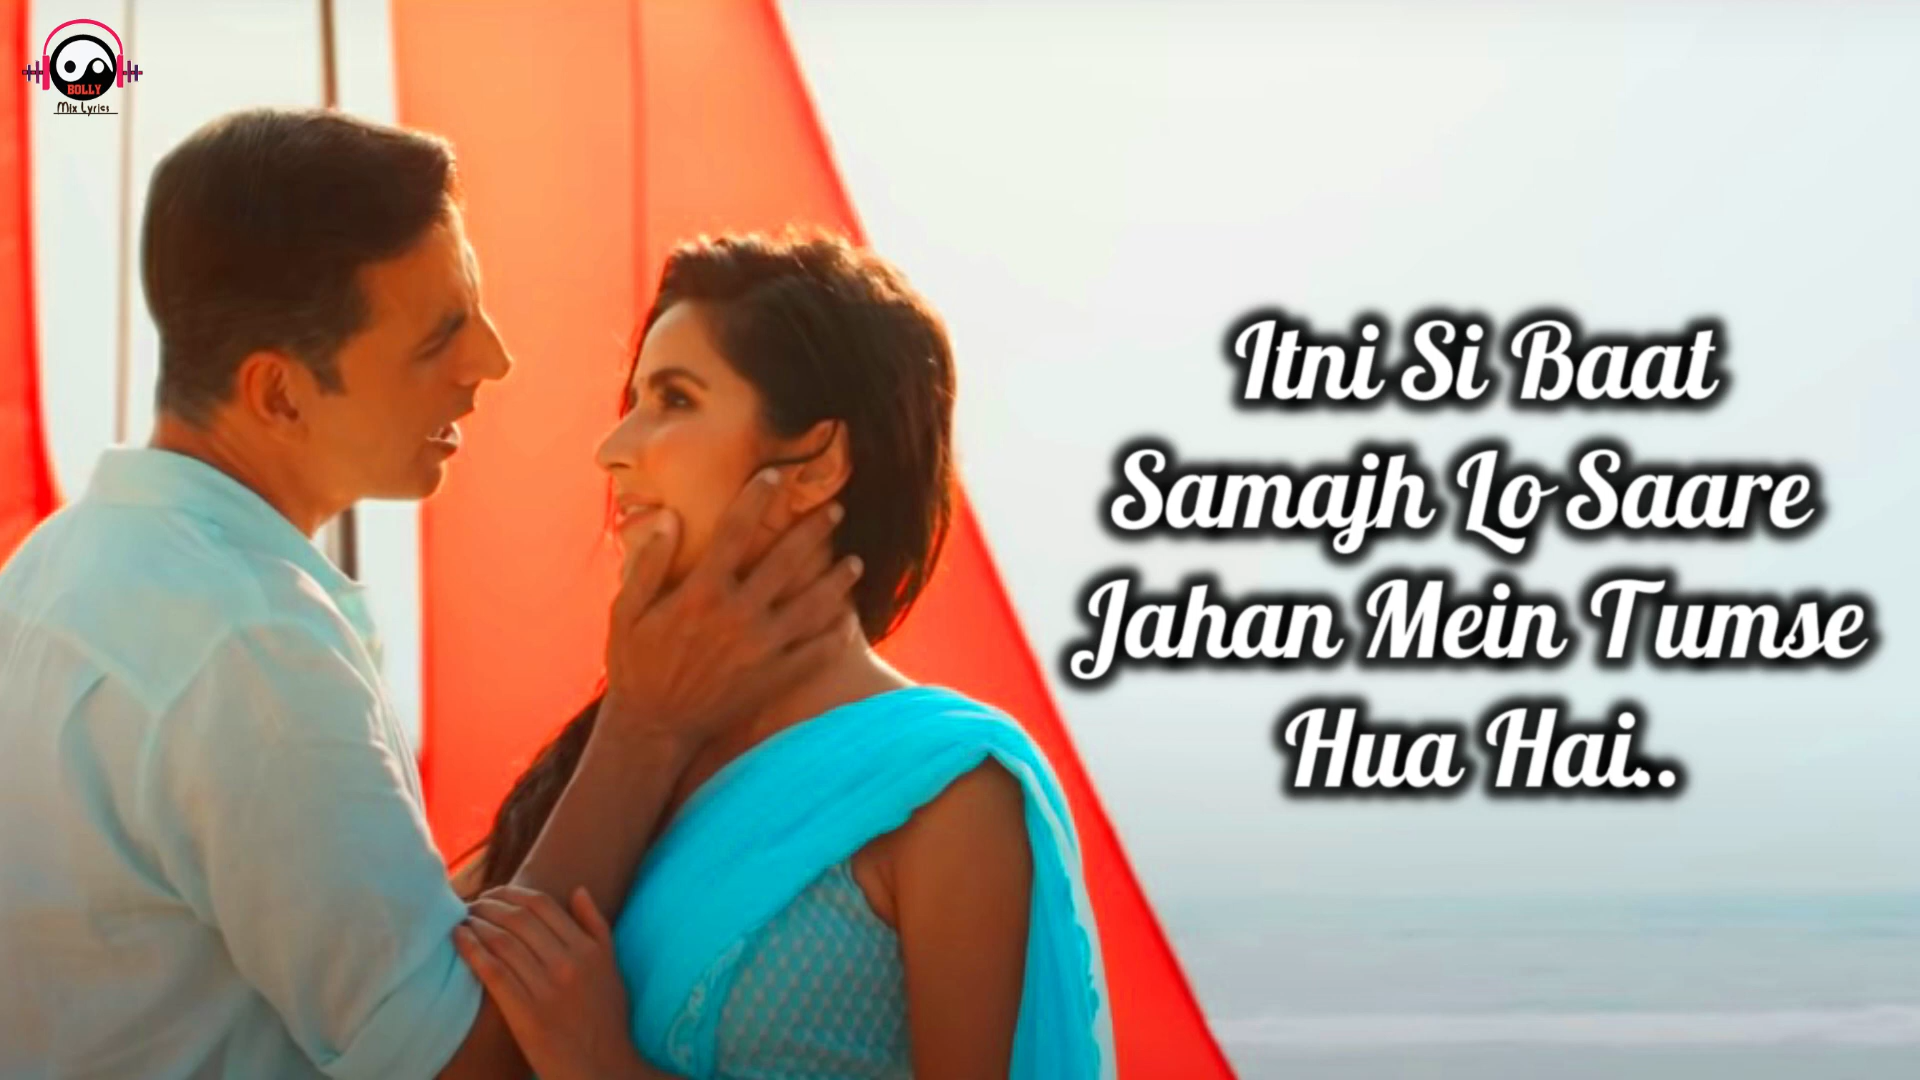 BOLLY
Mix Lyrics
Itni Si Baat
Samajh Lo Saare
Jahan Mein Tumse
Hua Hai..